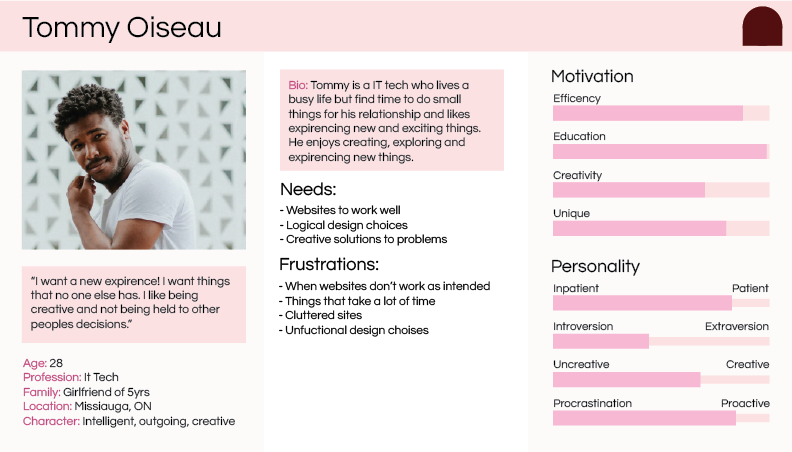 Tommy Oiseau
“I want a new expirence! I want things
that no one else has. I like being
creative and not being held to other
peoples decisions.”
Age: 28
Profession: It Tech
Family: Girlfriend of 5yrs
Location: Missiauga, ON
Character: Intelligent, outgoing, creative
Bio: Tommy is a IT tech who lives a
busy life but find time to do small
things for his relationship and likes
expirencing new and exciting things.
He enjoys creating, exploring and
expirencing new things.
Needs:
- Websites to work well
- Logical design choices
- Creative solutions to problems
Frustrations:
- When websites don’t work as intended
- Things that take a lot of time
- Cluttered sites
- Unfuctional design choises
Motivation
Efficency
Education
Creativity
Unique
Personality
Inpatient Patient
Introversion Extraversion
Uncreative Creative
Procrastination Proactive